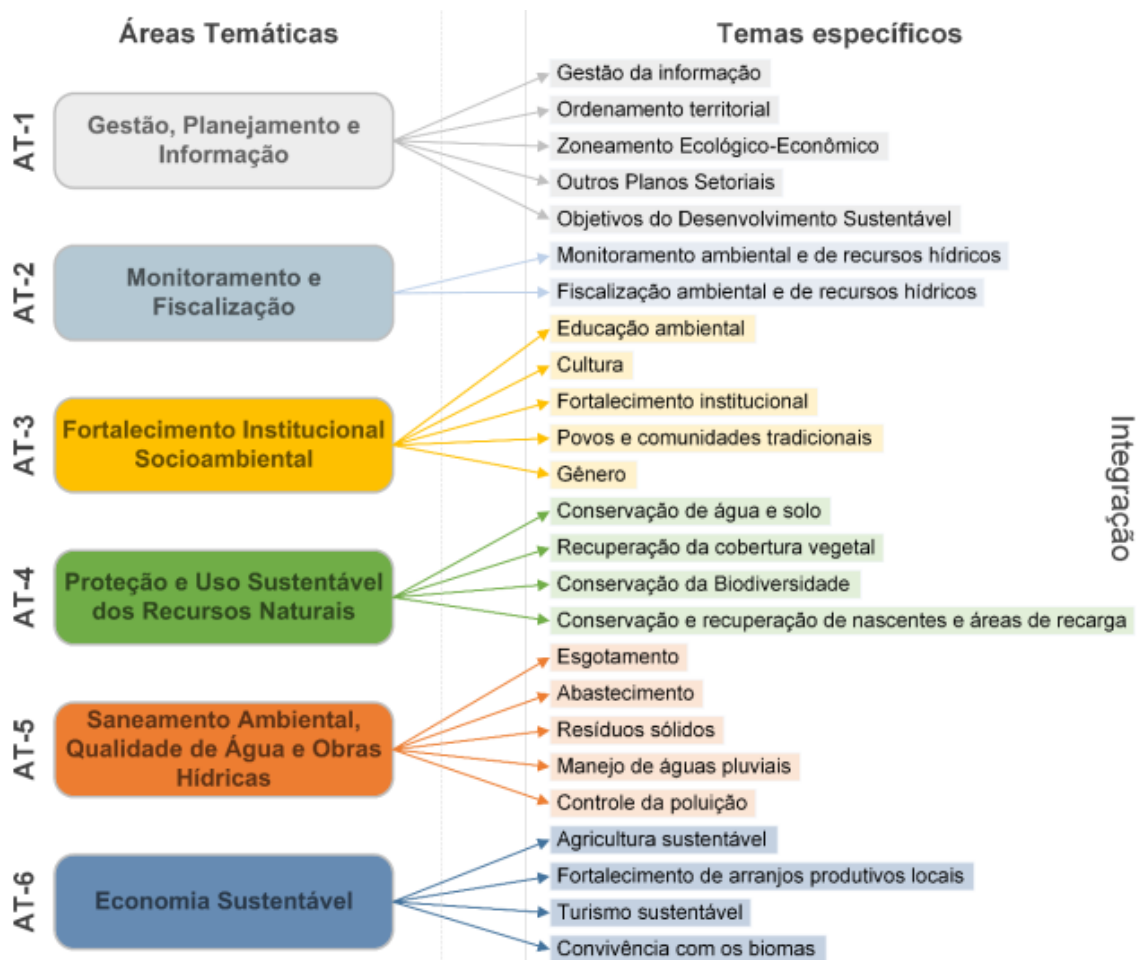 Áreas Temáticas
Temas específicos
AT-1
Gestão, Planejamento e
Informação
Gestão da informação
Ordenamento territorial
Zoneamento Ecológico-Econômico
Outros Planos Setoriais
Objetivos do Desenvolvimento Sustentável
AT-2
Monitoramento e
Fiscalização
Monitoramento ambiental e de recursos hídricos
Fiscalização ambiental e de recursos hídricos
AT-3
Fortalecimento Institucional
Socioambiental
Educação ambiental
Cultura
Fortalecimento institucional
Povos e comunidades tradicionais
Gênero
AT-4
Proteção e Uso Sustentável
dos Recursos Naturais
Conservação de água e solo
Recuperação da cobertura vegetal
Conservação da Biodiversidade
Conservação e recuperação de nascentes e áreas de recarga
AT-5
Saneamento Ambiental,
Qualidade de Água e Obras
Hídricas
Esgotamento
Abastecimento
Resíduos sólidos
Manejo de águas pluviais
Controle da poluição
AT-6
Economia Sustentável
Agricultura sustentável
Fortalecimento de arranjos produtivos locais
Turismo sustentável
Convivência com os biomas
Integração